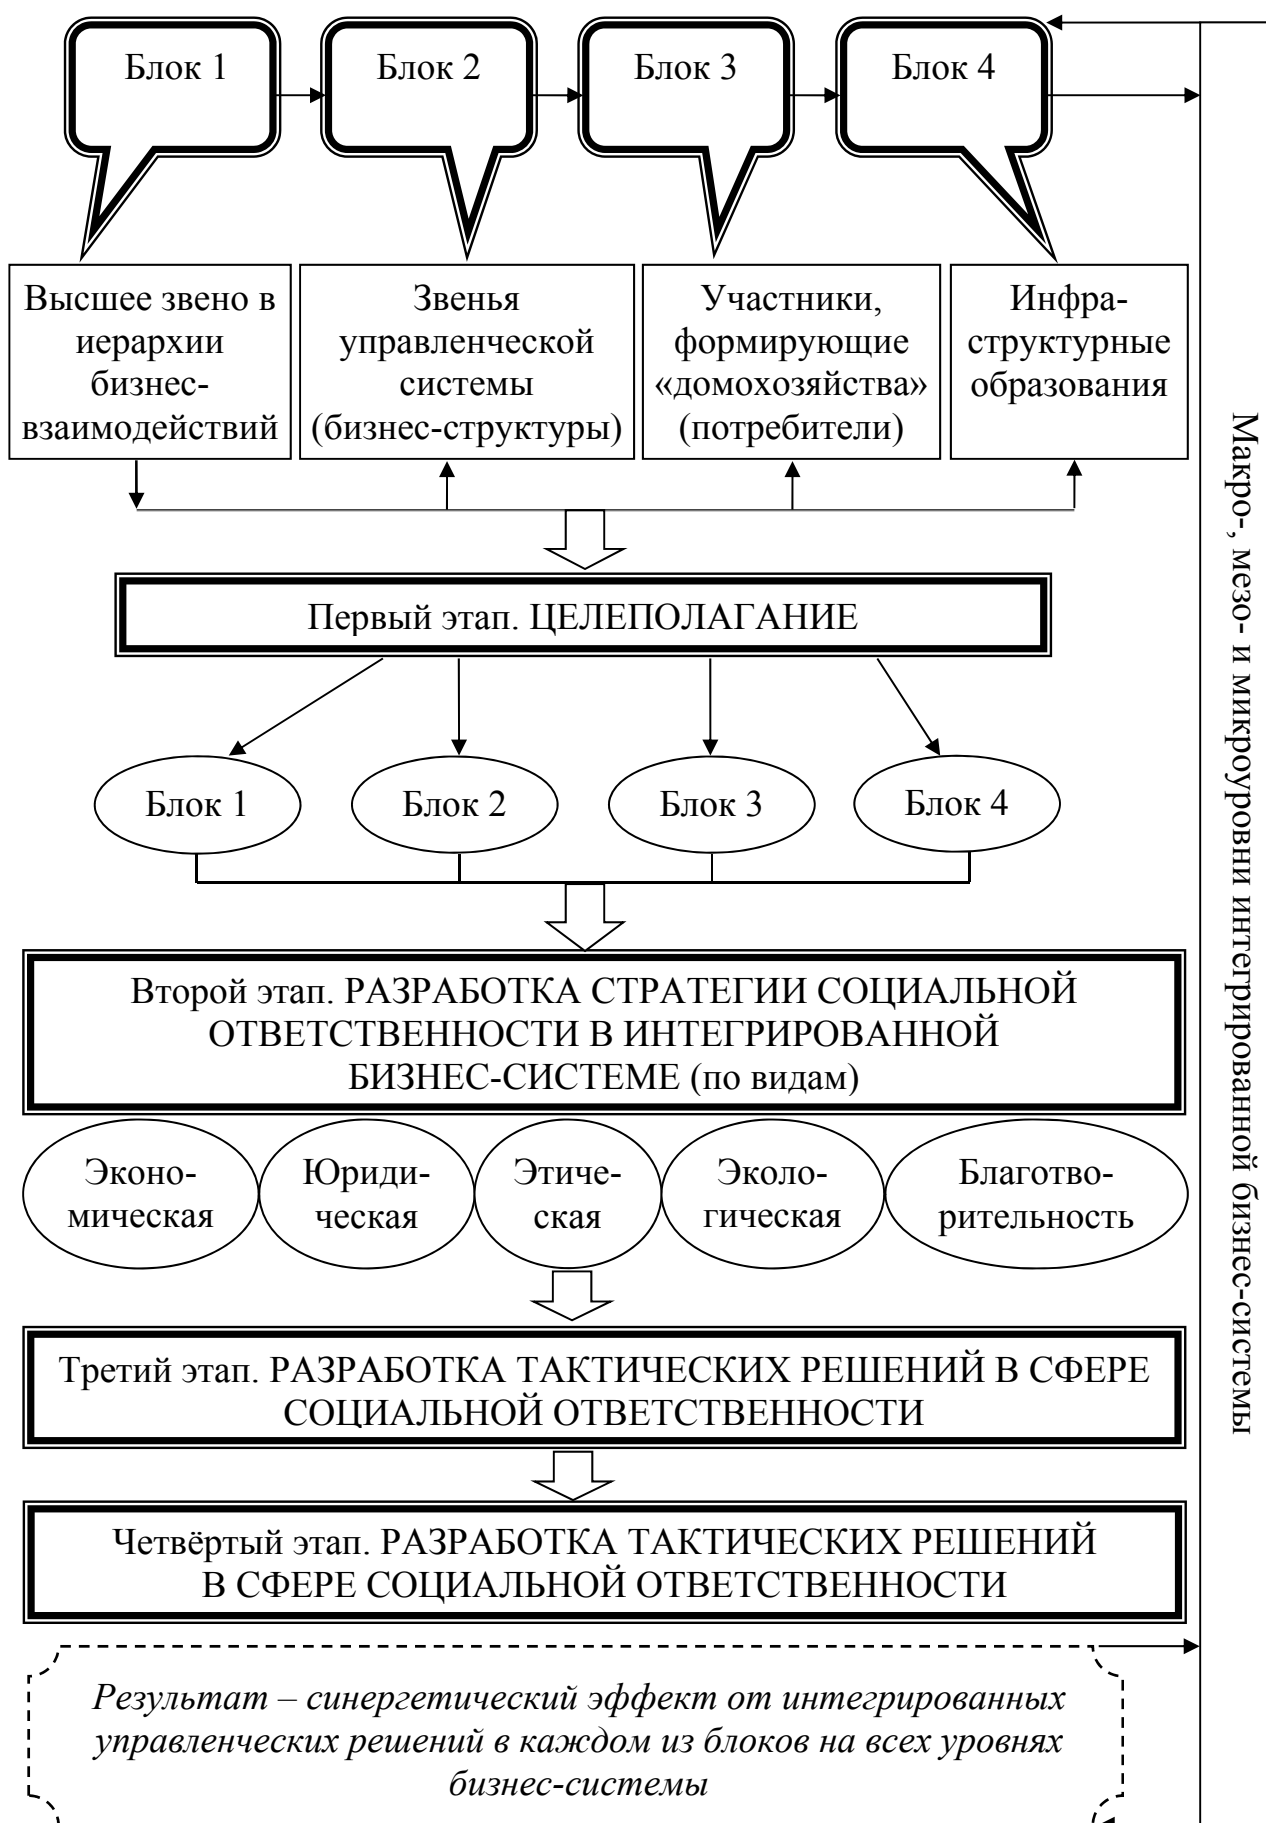 Блок 1
Блок 2
Блок 3
Блок 4
Высшее звено в
иерархии
бизнес-
взаимодействий
Звенья
управленческой
системы
(бизнес-структуры)
Участники,
формирующие
«домохозяйства»
(потребители)
Инфра-
структурные
образования
Первый этап. ЦЕЛЕПОЛАГАНИЕ
Блок 1
Блок 2
Блок 3
Блок 4
Второй этап. РАЗРАБОТКА СТРАТЕГИИ СОЦИАЛЬНОЙ
ОТВЕТСТВЕННОСТИ В ИНТЕГРИРОВАННОЙ
БИЗНЕС-СИСТЕМЕ (по видам)
Эконо-
мическая
Юриди-
ческая
Этиче-
ская
Эколо-
гическая
Благотво-
рительность
Третий этап. РАЗРАБОТКА ТАКТИЧЕСКИХ РЕШЕНИЙ В СФЕРЕ
СОЦИАЛЬНОЙ ОТВЕТСТВЕННОСТИ
Четвёртый этап. РАЗРАБОТКА ТАКТИЧЕСКИХ РЕШЕНИЙ
В СФЕРЕ СОЦИАЛЬНОЙ ОТВЕТСТВЕННОСТИ
Результат – синергетический эффект от интегрированных
управленческих решений в каждом из блоков на всех уровнях
бизнес-системы
Макро-, мезо- и микроуровни интегрированной бизнес-системы